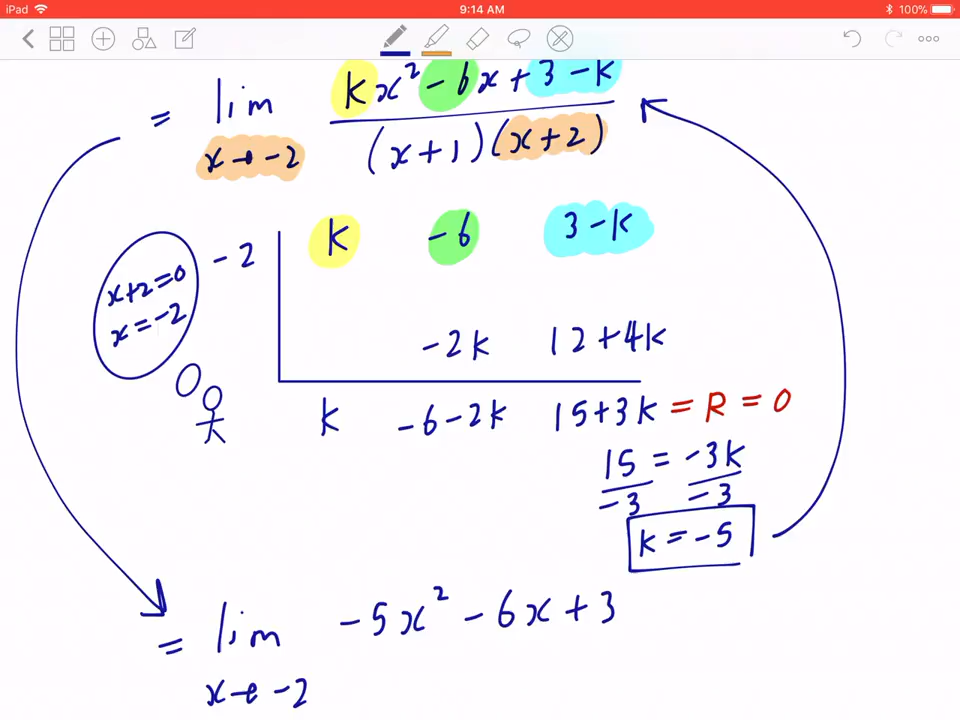 iPad 9:14 AM 100%
= lim kx² - 6x + 3 - k
x → -2 (x + 1)(x + 2)
-2 k -6 3 - k
x + 2 = 0
x = -2
-2k 12 + 4k
k -6 - 2k 15 + 3k = R = 0
15 = -3k
-3 -3
k = -5
= lim -5x² - 6x + 3
x → -2